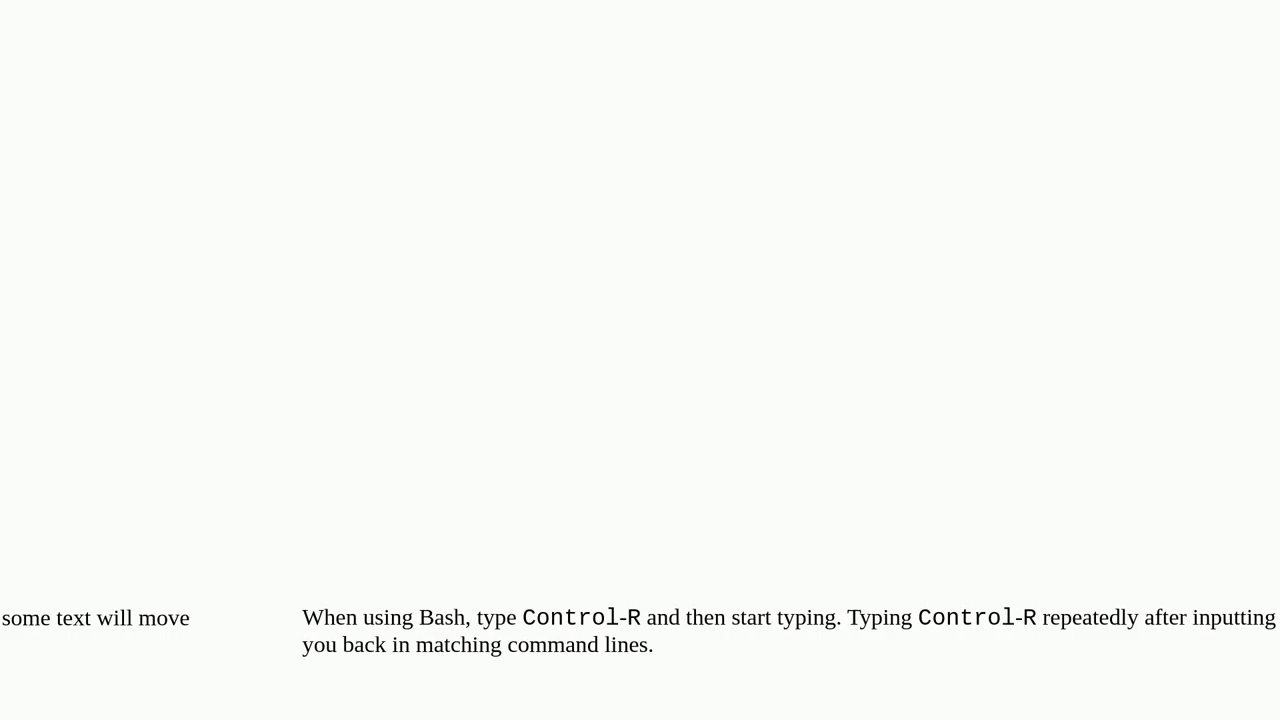 some text will move When using Bash, type Control-R and then start typing. Typing Control-R repeatedly after inputting
you back in matching command lines.